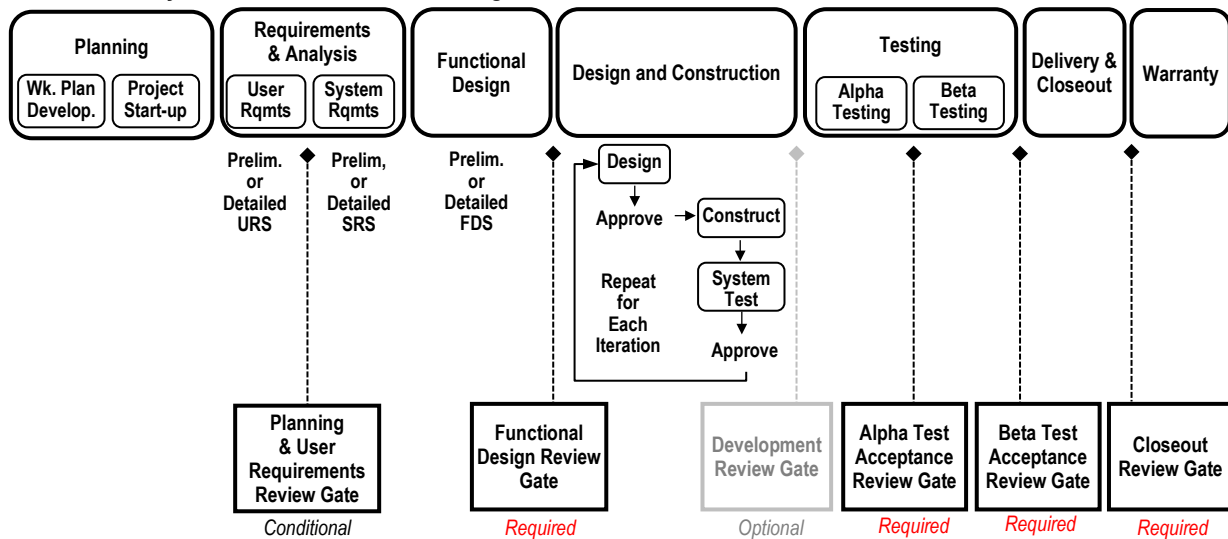 Planning
Wk. Plan
Develop.
Project
Start-up
Requirements
& Analysis
User
Rqmts
System
Rqmts
Functional
Design
Design and Construction
Testing
Alpha
Testing
Beta
Testing
Delivery &
Closeout
Warranty
Prelim.
or
Detailed
URS
Prelim,
or
Detailed
SRS
Prelim.
or
Detailed
FDS
Design
Approve
Construct
System
Test
Approve
Repeat
for
Each
Iteration
Planning
& User
Requirements
Review Gate
Conditional
Functional
Design Review
Gate
Required
Development
Review Gate
Optional
Alpha Test
Acceptance
Review Gate
Required
Beta Test
Acceptance
Review Gate
Required
Closeout
Review Gate
Required